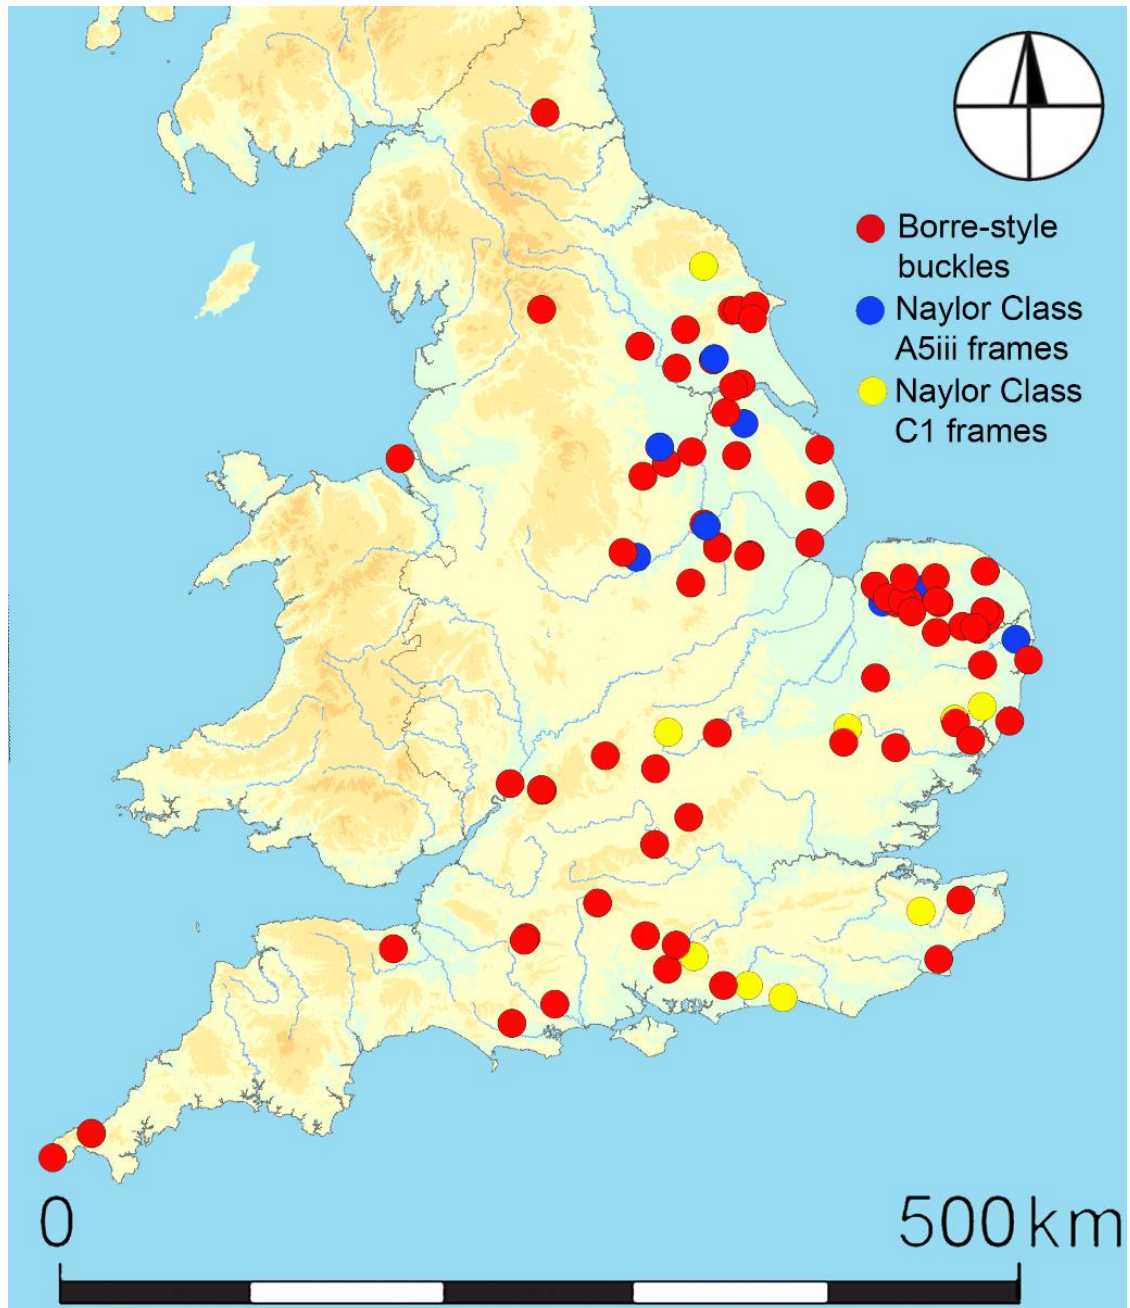 Borre-style
buckles
Naylor Class
A5iii frames
Naylor Class
C1 frames
0
500km